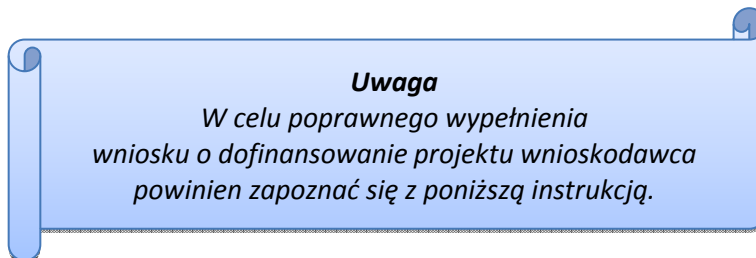 Uwaga
W celu poprawnego wypełnienia
wniosku o dofinansowanie projektu wnioskodawca
powinien zapoznać się z poniższą instrukcją.